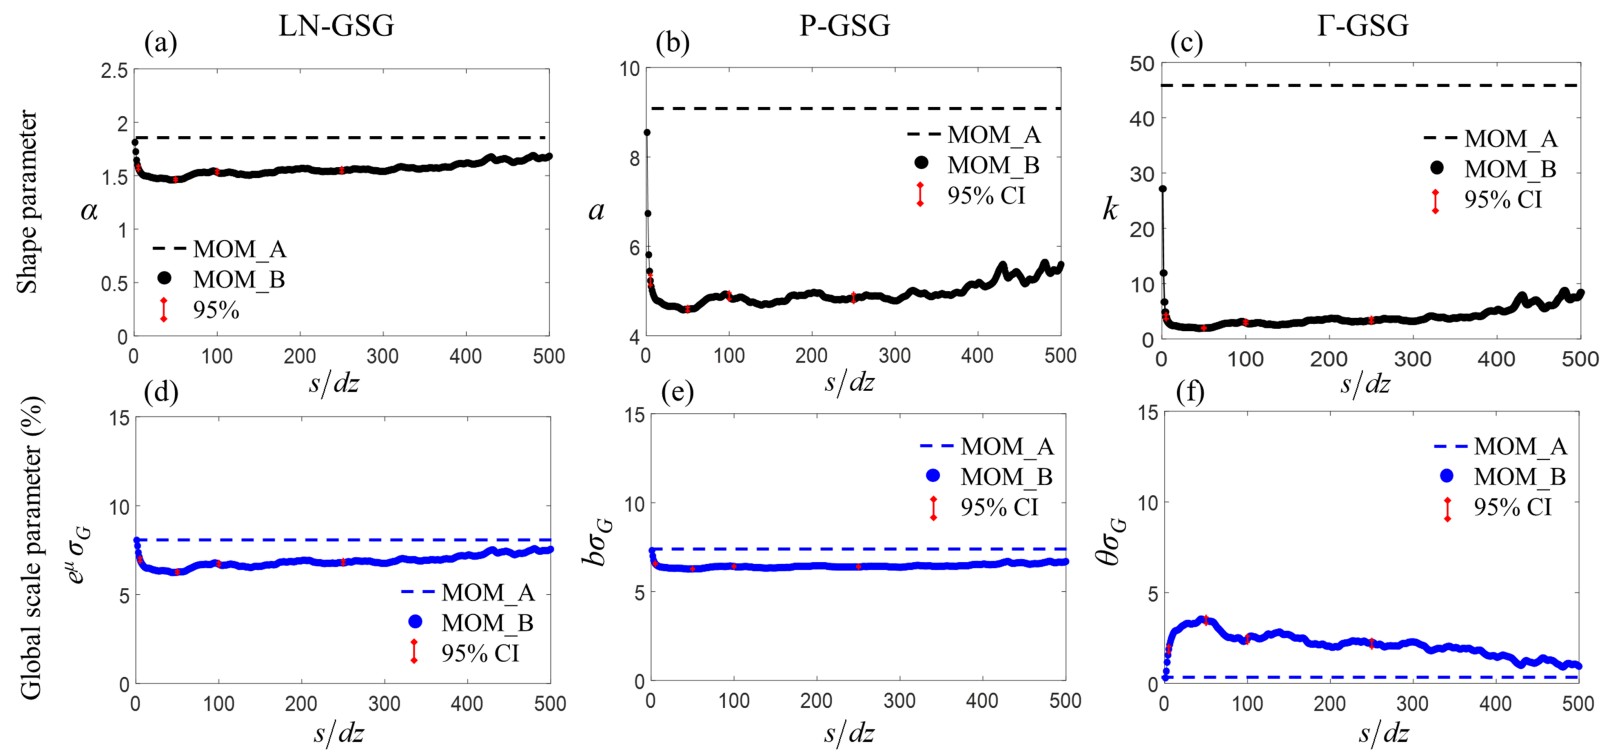 LN-GSG
P-GSG
Γ-GSG
Shape parameter
(a)
2.5
2
1.5
1
0.5
0
α
MOM_A
MOM_B
95%
0 100 200 300 400 500
s/dz
(b)
10
8
6
4
a
MOM_A
MOM_B
95% CI
0 100 200 300 400 500
s/dz
(c)
50
40
30
20
10
0
k
MOM_A
MOM_B
95% CI
0 100 200 300 400 500
s/dz
Global scale parameter (%)
(d)
15
10
5
0
e^μ σ_G
MOM_A
MOM_B
95% CI
0 100 200 300 400 500
s/dz
(e)
15
10
5
0
bσ_G
MOM_A
MOM_B
95% CI
0 100 200 300 400 500
s/dz
(f)
15
10
5
0
θσ_G
MOM_A
MOM_B
95% CI
0 100 200 300 400 500
s/dz